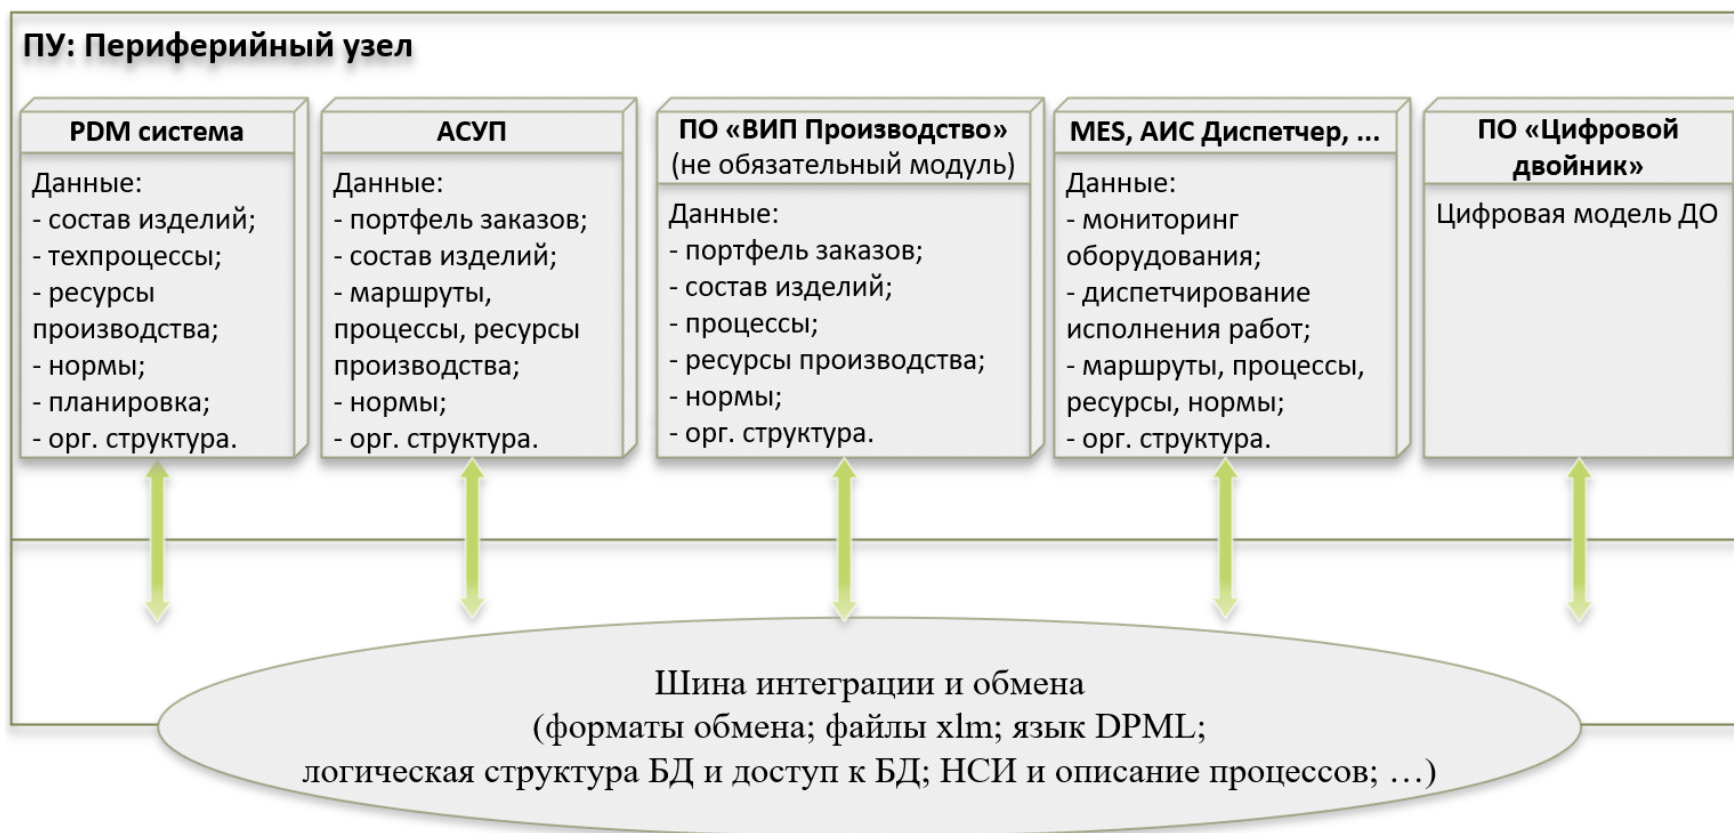 ПУ: Периферийный узел
PDM система
Данные:
- состав изделий;
- техпроцессы;
- ресурсы
производства;
- нормы;
- планировка;
- орг. структура.
АСУП
Данные:
- портфель заказов;
- состав изделий;
- маршруты,
процессы, ресурсы
производства;
- нормы;
- орг. структура.
ПО «ВИП Производство»
(не обязательный модуль)
Данные:
- портфель заказов;
- состав изделий;
- процессы;
- ресурсы производства;
- нормы;
- орг. структура.
MES, АИС Диспетчер, ...
Данные:
- мониторинг
оборудования;
- диспетчирование
исполнения работ;
- маршруты, процессы,
ресурсы, нормы;
- орг. структура.
ПО «Цифровой
двойник»
Цифровая модель ДО
Шина интеграции и обмена
(форматы обмена; файлы xlm; язык DPML;
логическая структура БД и доступ к БД; НСИ и описание процессов; …)